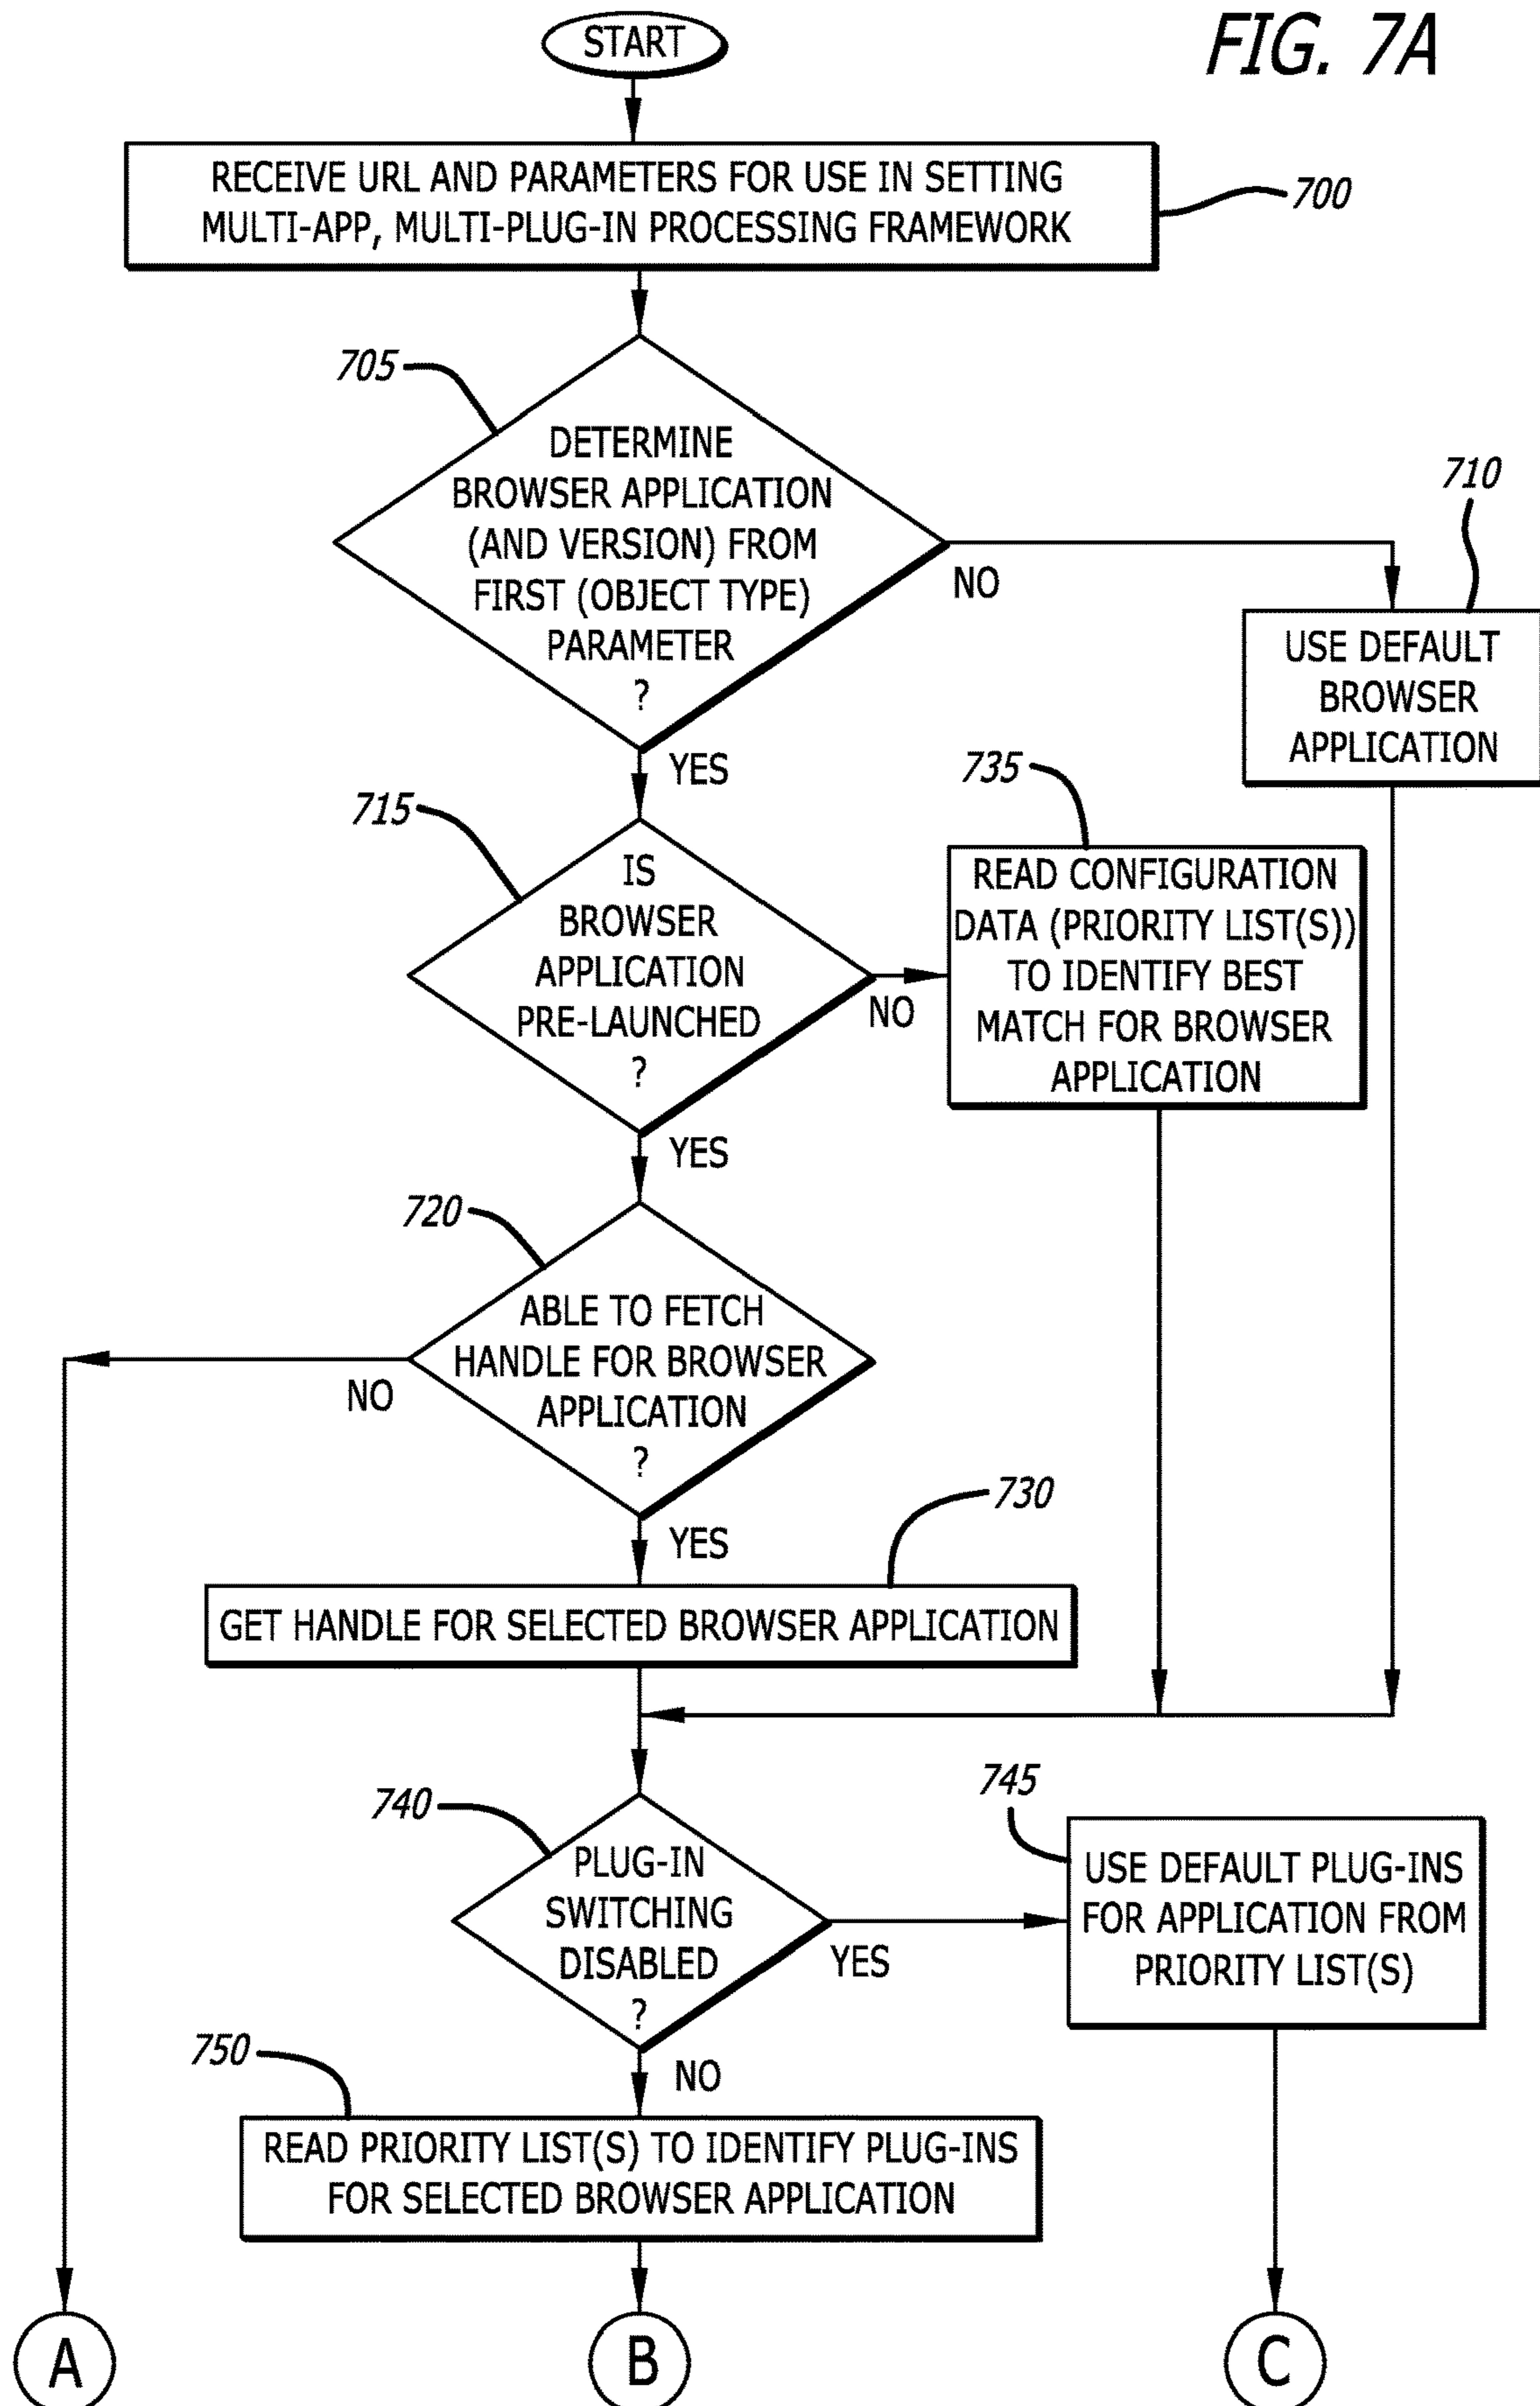 FIG. 7A
START
RECEIVE URL AND PARAMETERS FOR USE IN SETTING
MULTI-APP, MULTI-PLUG-IN PROCESSING FRAMEWORK
700
705
DETERMINE
BROWSER APPLICATION
(AND VERSION) FROM
FIRST (OBJECT TYPE)
PARAMETER
?
NO
YES
710
USE DEFAULT
BROWSER
APPLICATION
715
IS
BROWSER
APPLICATION
PRE-LAUNCHED
?
NO
YES
735
READ CONFIGURATION
DATA (PRIORITY LIST(S))
TO IDENTIFY BEST
MATCH FOR BROWSER
APPLICATION
720
ABLE TO FETCH
HANDLE FOR BROWSER
APPLICATION
?
NO
YES
730
GET HANDLE FOR SELECTED BROWSER APPLICATION
740
PLUG-IN
SWITCHING
DISABLED
?
YES
NO
745
USE DEFAULT PLUG-INS
FOR APPLICATION FROM
PRIORITY LIST(S)
750
READ PRIORITY LIST(S) TO IDENTIFY PLUG-INS
FOR SELECTED BROWSER APPLICATION
A
B
C